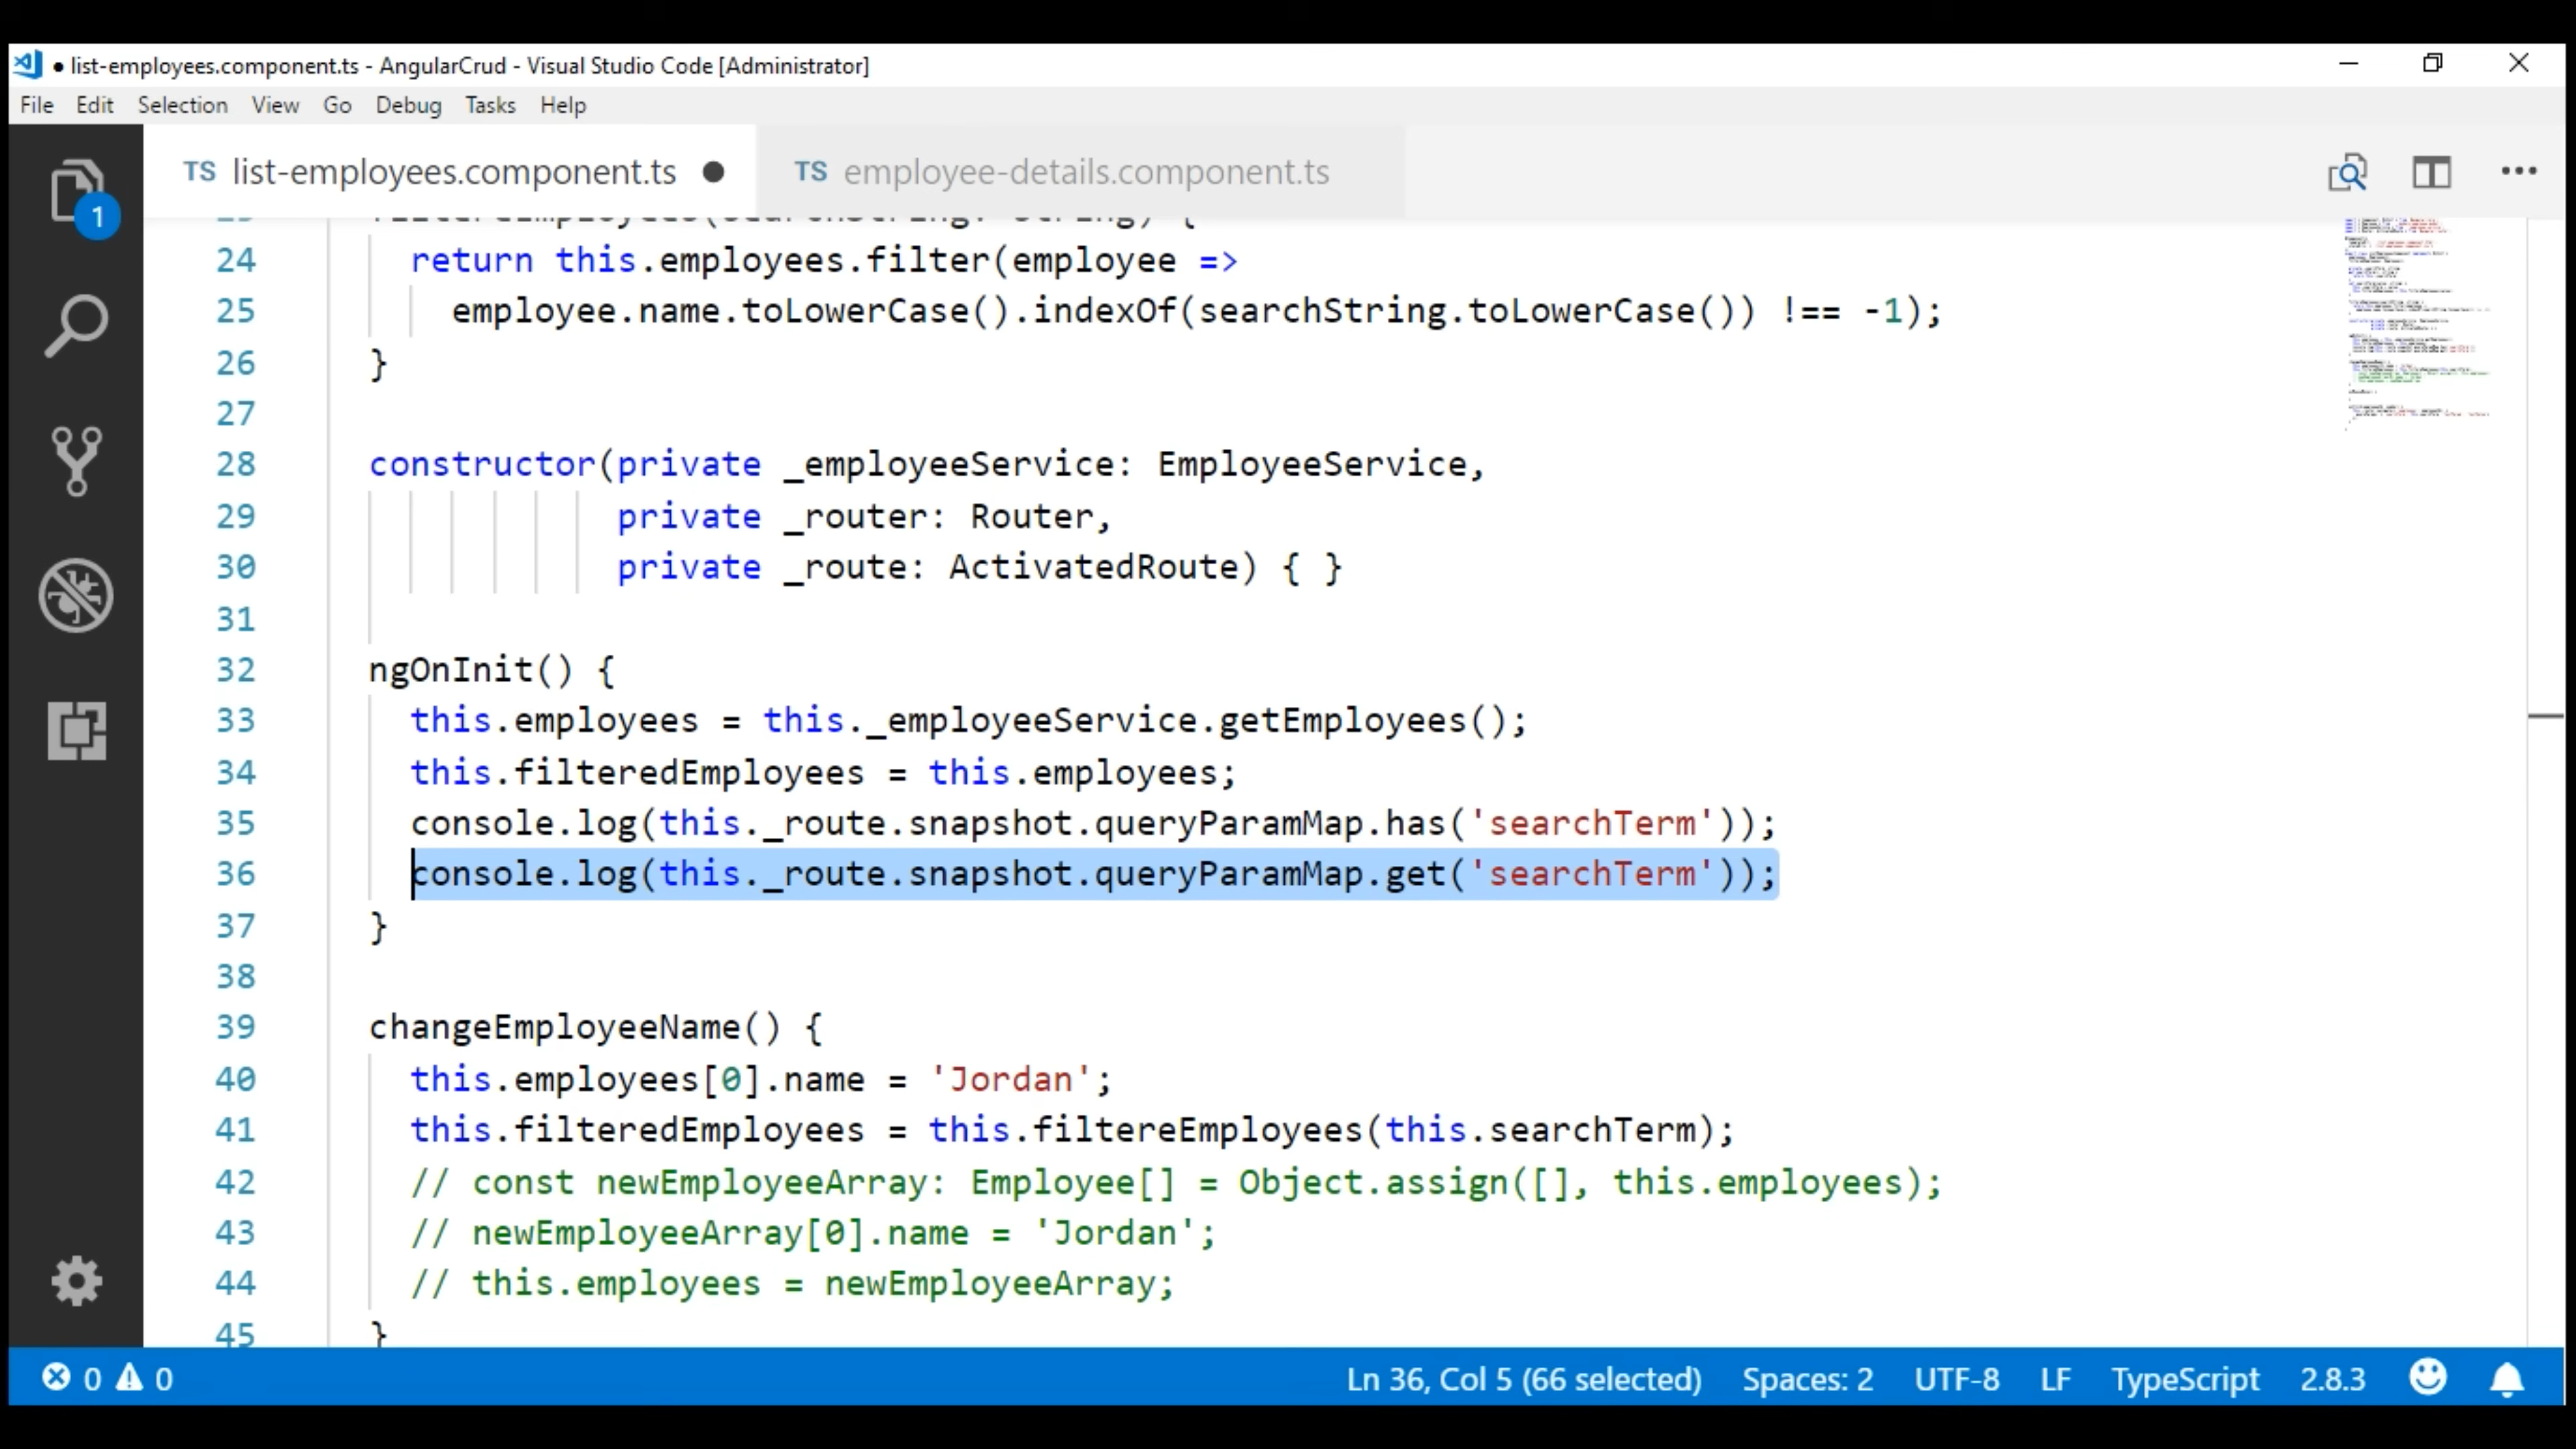 ● list-employees.component.ts - AngularCrud - Visual Studio Code [Administrator]
File Edit Selection View Go Debug Tasks Help
TS list-employees.component.ts ● TS employee-details.component.ts
1
24 return this.employees.filter(employee =>
25 employee.name.toLowerCase().indexOf(searchString.toLowerCase()) !== -1);
26 }
27
28 constructor(private _employeeService: EmployeeService,
29 private _router: Router,
30 private _route: ActivatedRoute) { }
31
32 ngOnInit() {
33 this.employees = this._employeeService.getEmployees();
34 this.filteredEmployees = this.employees;
35 console.log(this._route.snapshot.queryParamMap.has('searchTerm'));
36 console.log(this._route.snapshot.queryParamMap.get('searchTerm'));
37 }
38
39 changeEmployeeName() {
40 this.employees[0].name = 'Jordan';
41 this.filteredEmployees = this.filtereEmployees(this.searchTerm);
42 // const newEmployeeArray: Employee[] = Object.assign([], this.employees);
43 // newEmployeeArray[0].name = 'Jordan';
44 // this.employees = newEmployeeArray;
45 }
0 0 Ln 36, Col 5 (66 selected) Spaces: 2 UTF-8 LF TypeScript 2.8.3